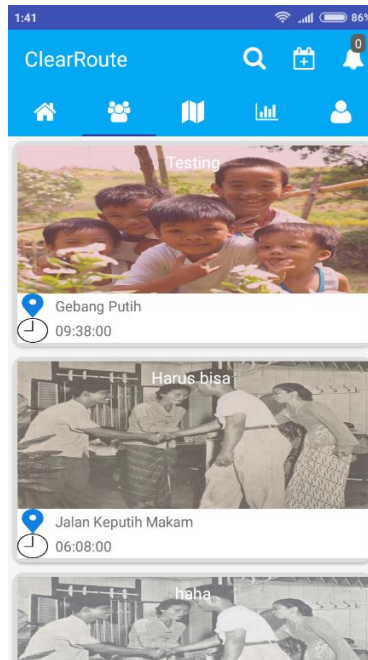 1:41
86%
ClearRoute
0
Testing
Gebang Putih
09:38:00
Harus bisa
Jalan Keputih Makam
06:08:00
haha